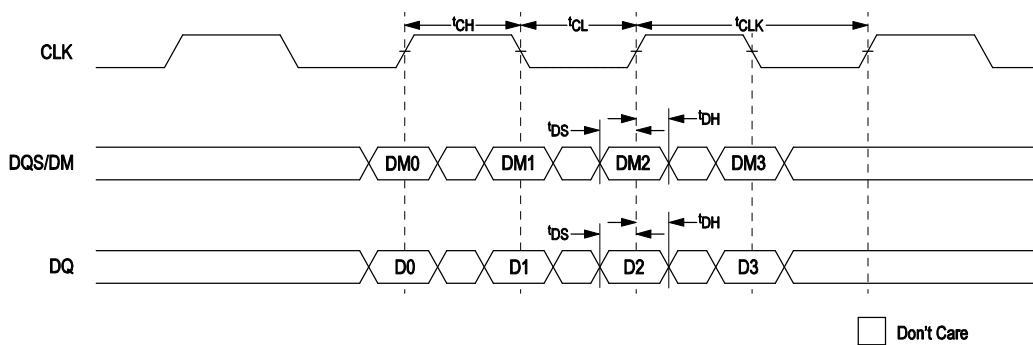 tCH tCL tCLK
CLK
tDS tDH
DQS/DM DM0 DM1 DM2 DM3
tDS tDH
DQ D0 D1 D2 D3
Don't Care